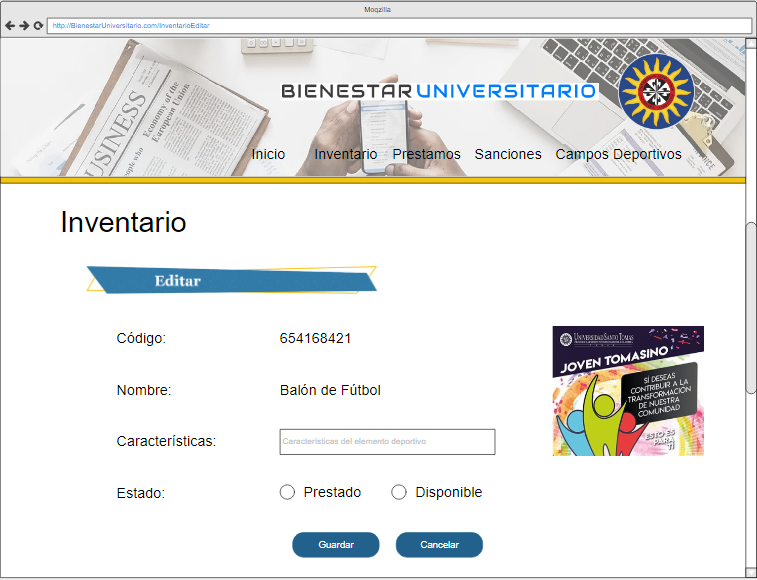 Moqzilla
http://BienestarUniversitario.com/InventarioEditar
BUSINESS
Economy of the
European Union
BIENESTAR UNIVERSITARIO
Inicio Inventario Prestamos Sanciones Campos Deportivos
Inventario
Editar
Código: 654168421
Nombre: Balón de Fútbol
Características: Características del elemento deportivo
Estado: Prestado Disponible
Guardar Cancelar
UNIVERSIDAD SANTO TOMÁS
JOVEN TOMASINO
SÍ DESEAS
CONTRIBUIR A LA
TRANSFORMACIÓN
DE NUESTRA
COMUNIDAD
ESTO ES
PARA
TI